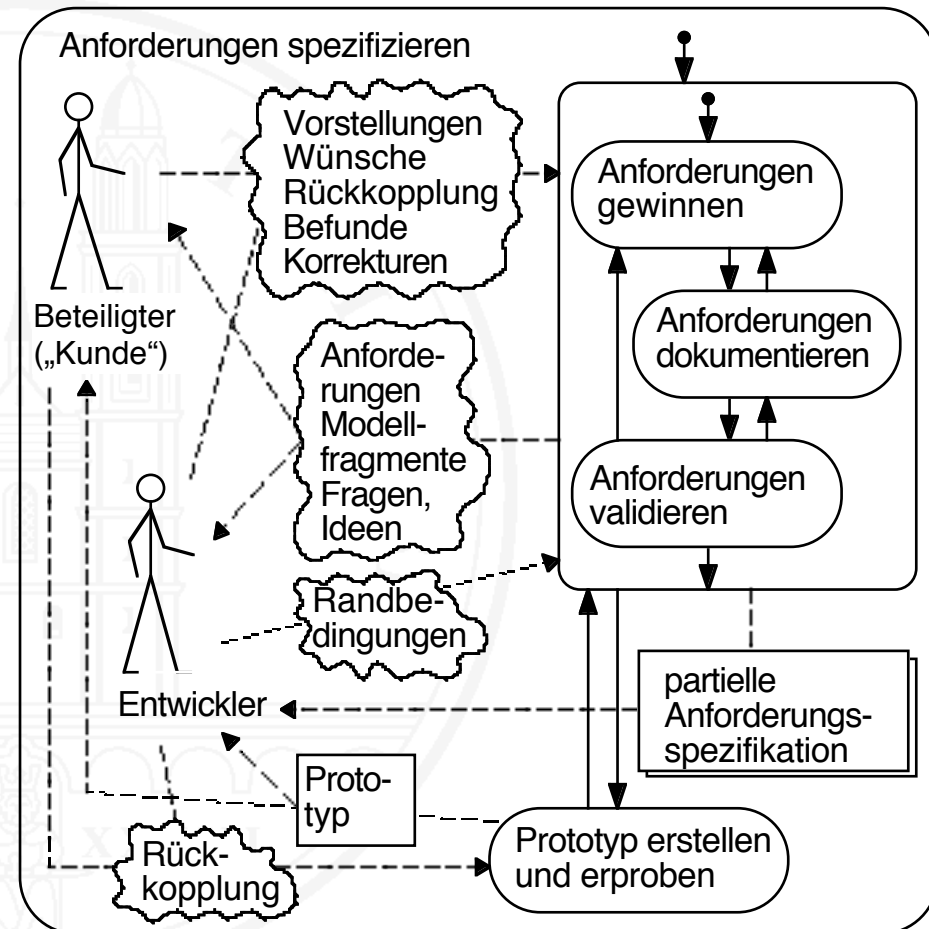 Anforderungen spezifizieren
Vorstellungen
Wünsche
Rückkopplung
Befunde
Korrekturen
Anforderungen
gewinnen
Beteiligter
(„Kunde“)
Anforde-
rungen
Modell-
fragmente
Fragen,
Ideen
Anforderungen
dokumentieren
Anforderungen
validieren
Randbe-
dingungen
Entwickler
partielle
Anforderungs-
spezifikation
Proto-
typ
Rück-
kopplung
Prototyp erstellen
und erproben